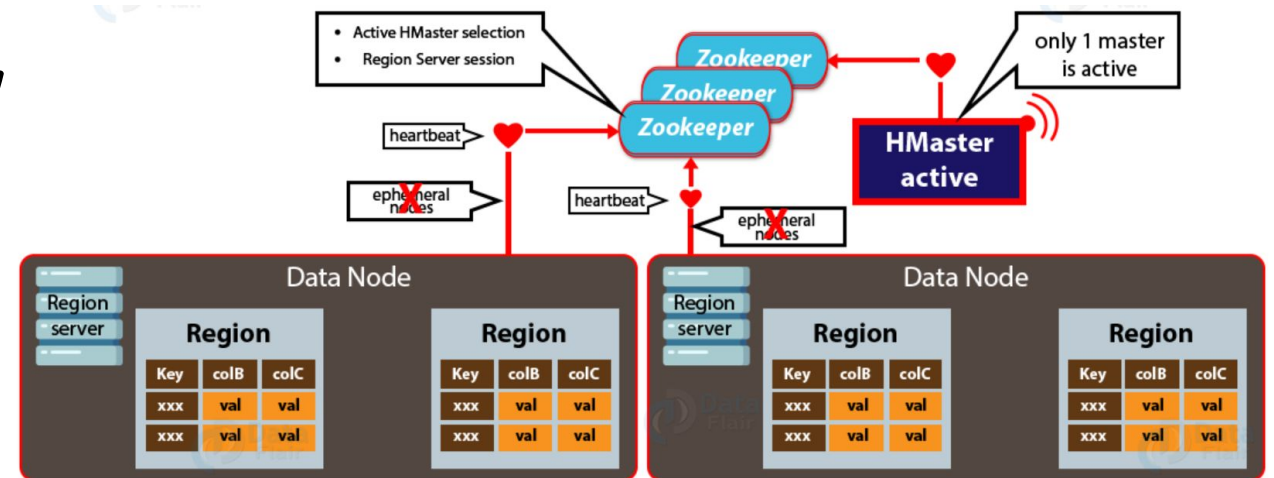 • Active HMaster selection
• Region Server session
Zookeeper
Zookeeper
Zookeeper
only 1 master
is active
heartbeat
HMaster
active
ephemeral
nodes
heartbeat
ephemeral
nodes
Data Node
Region
server
Region
Key colB colC
xxx val val
xxx val val
Region
Key colB colC
xxx val val
xxx val val
Data Node
Region
server
Region
Key colB colC
xxx val val
xxx val val
Region
Key colB colC
xxx val val
xxx val val
Data
Flair